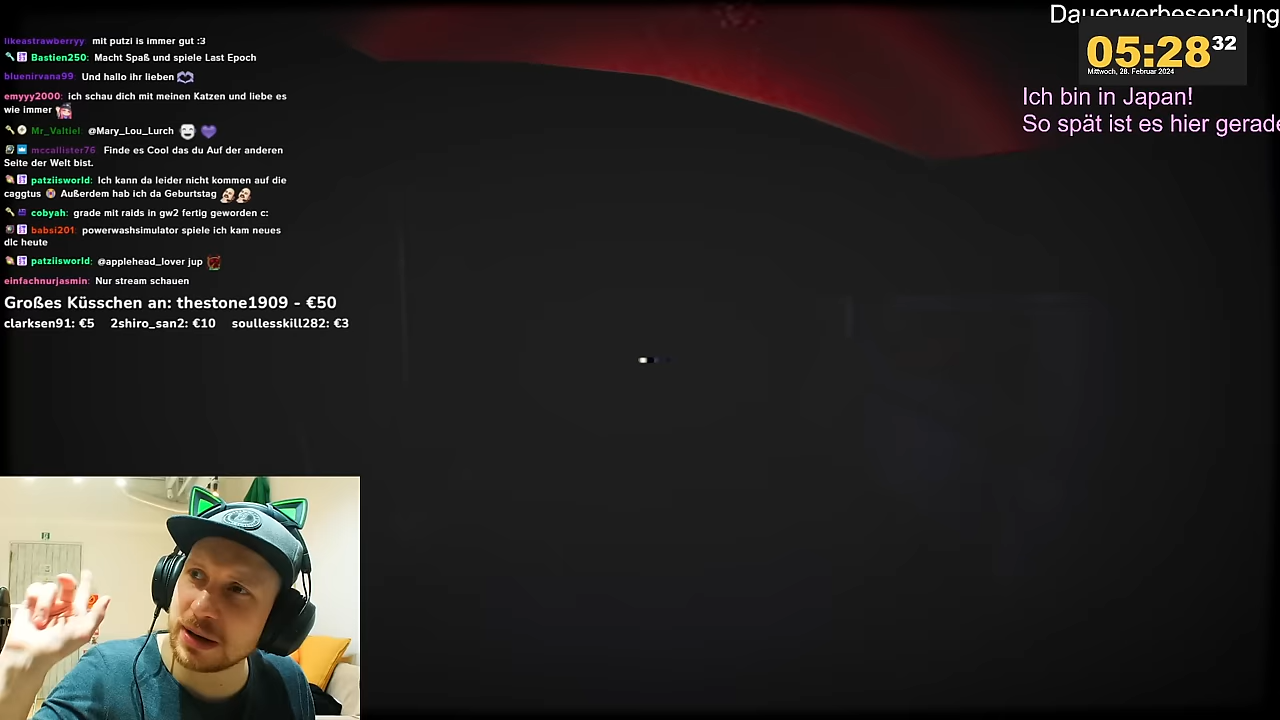 Dauerwerbesendung
05:28 32
Mittwoch, 28. Februar 2024
Ich bin in Japan!
So spät ist es hier gerade
likeastrawberryy: mit putzi is immer gut :3
Bastien250: Macht Spaß und spiele Last Epoch
bluenirvana99: Und hallo ihr lieben
emyyy2000: ich schau dich mit meinen Katzen und liebe es
wie immer
Mr_Valtiel: @Mary_Lou_Lurch
mccallister76: Finde es Cool das du Auf der anderen
Seite der Welt bist.
patziisworld: Ich kann da leider nicht kommen auf die
caggtus Außerdem hab ich da Geburtstag
cobyah: grade mit raids in gw2 fertig geworden c:
babsi201: powerwashsimulator spiele ich kam neues
dlc heute
patziisworld: @applehead_lover jup
einfachnurjasmin: Nur stream schauen
Großes Küsschen an: thestone1909 - €50
clarksen91: €5 2shiro_san2: €10 soullesskill282: €3